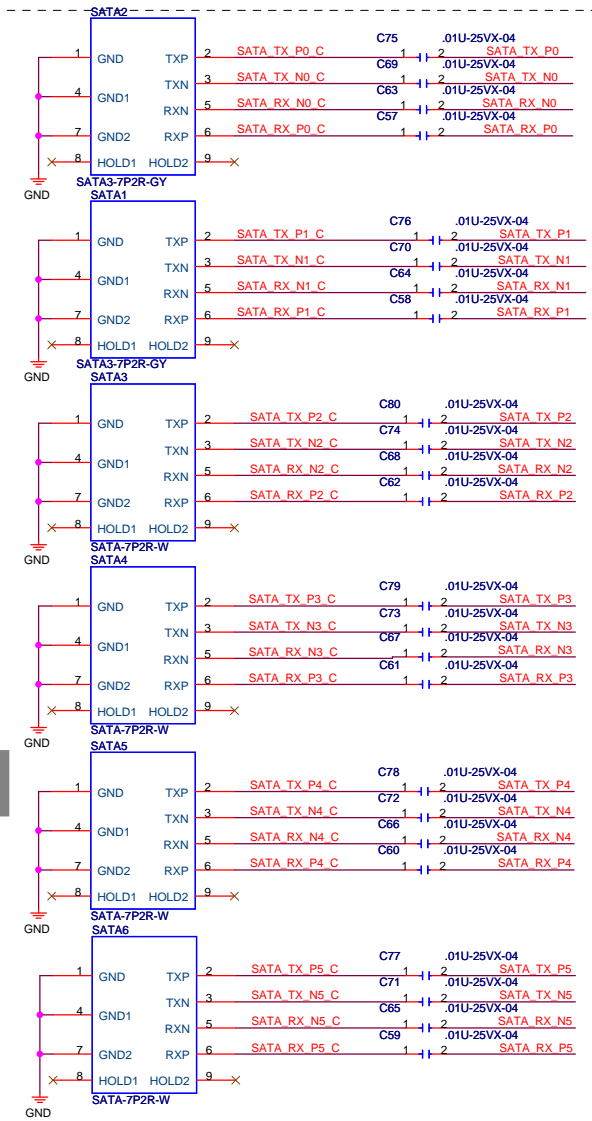 SATA2
C75 .01U-25VX-04
1 GND TXP 2 SATA_TX_P0_C 1 2 SATA_TX_P0
C69 .01U-25VX-04
TXN 3 SATA_TX_N0_C 1 2 SATA_TX_N0
4 GND1
C63 .01U-25VX-04
RXN 5 SATA_RX_N0_C 1 2 SATA_RX_N0
C57 .01U-25VX-04
7 GND2 RXP 6 SATA_RX_P0_C 1 2 SATA_RX_P0
8 HOLD1 HOLD2 9
SATA3-7P2R-GY
GND
SATA1
C76 .01U-25VX-04
1 GND TXP 2 SATA_TX_P1_C 1 2 SATA_TX_P1
C70 .01U-25VX-04
TXN 3 SATA_TX_N1_C 1 2 SATA_TX_N1
4 GND1
C64 .01U-25VX-04
RXN 5 SATA_RX_N1_C 1 2 SATA_RX_N1
C58 .01U-25VX-04
7 GND2 RXP 6 SATA_RX_P1_C 1 2 SATA_RX_P1
8 HOLD1 HOLD2 9
SATA3-7P2R-GY
GND
SATA3
C80 .01U-25VX-04
1 GND TXP 2 SATA_TX_P2_C 1 2 SATA_TX_P2
C74 .01U-25VX-04
TXN 3 SATA_TX_N2_C 1 2 SATA_TX_N2
4 GND1
C68 .01U-25VX-04
RXN 5 SATA_RX_N2_C 1 2 SATA_RX_N2
C62 .01U-25VX-04
7 GND2 RXP 6 SATA_RX_P2_C 1 2 SATA_RX_P2
8 HOLD1 HOLD2 9
SATA-7P2R-W
GND
SATA4
C79 .01U-25VX-04
1 GND TXP 2 SATA_TX_P3_C 1 2 SATA_TX_P3
C73 .01U-25VX-04
TXN 3 SATA_TX_N3_C 1 2 SATA_TX_N3
4 GND1
C67 .01U-25VX-04
RXN 5 SATA_RX_N3_C 1 2 SATA_RX_N3
C61 .01U-25VX-04
7 GND2 RXP 6 SATA_RX_P3_C 1 2 SATA_RX_P3
8 HOLD1 HOLD2 9
SATA-7P2R-W
GND
SATA5
C78 .01U-25VX-04
1 GND TXP 2 SATA_TX_P4_C 1 2 SATA_TX_P4
C72 .01U-25VX-04
TXN 3 SATA_TX_N4_C 1 2 SATA_TX_N4
4 GND1
C66 .01U-25VX-04
RXN 5 SATA_RX_N4_C 1 2 SATA_RX_N4
C60 .01U-25VX-04
7 GND2 RXP 6 SATA_RX_P4_C 1 2 SATA_RX_P4
8 HOLD1 HOLD2 9
SATA-7P2R-W
GND
SATA6
C77 .01U-25VX-04
1 GND TXP 2 SATA_TX_P5_C 1 2 SATA_TX_P5
C71 .01U-25VX-04
TXN 3 SATA_TX_N5_C 1 2 SATA_TX_N5
4 GND1
C65 .01U-25VX-04
RXN 5 SATA_RX_N5_C 1 2 SATA_RX_N5
C59 .01U-25VX-04
7 GND2 RXP 6 SATA_RX_P5_C 1 2 SATA_RX_P5
8 HOLD1 HOLD2 9
SATA-7P2R-W
GND